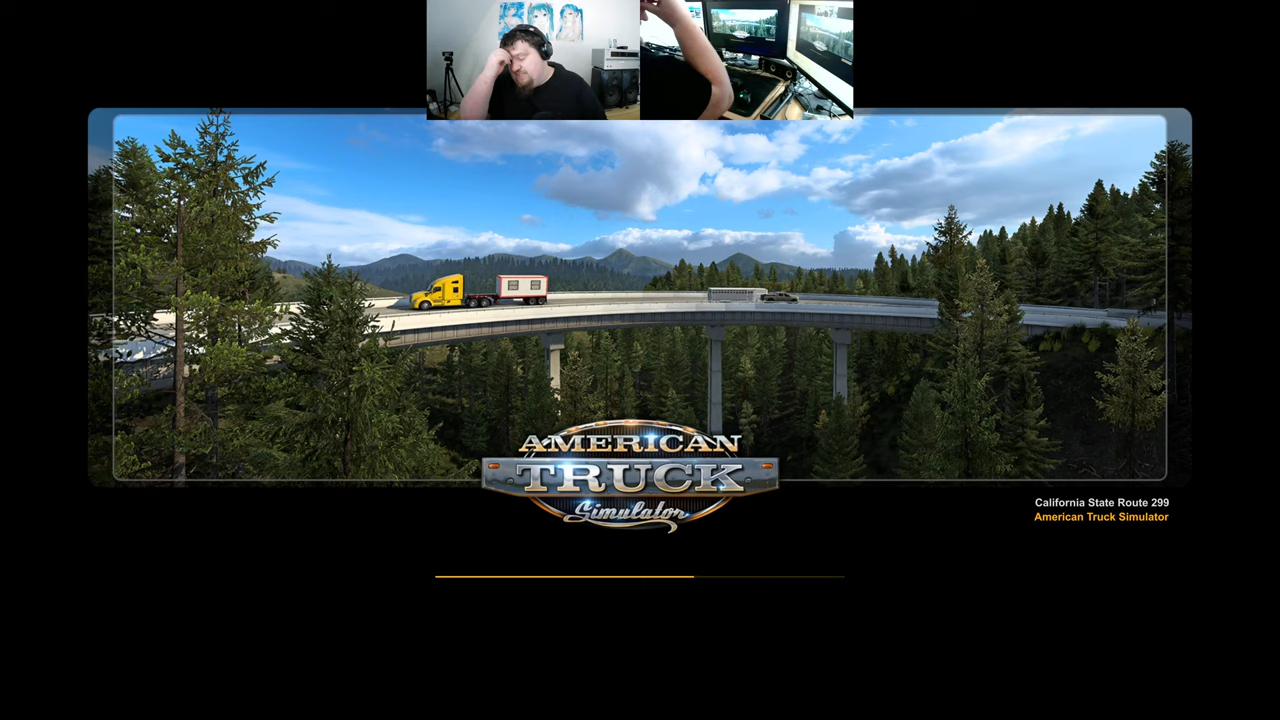 AMERICAN
TRUCK
Simulator
California State Route 299
American Truck Simulator